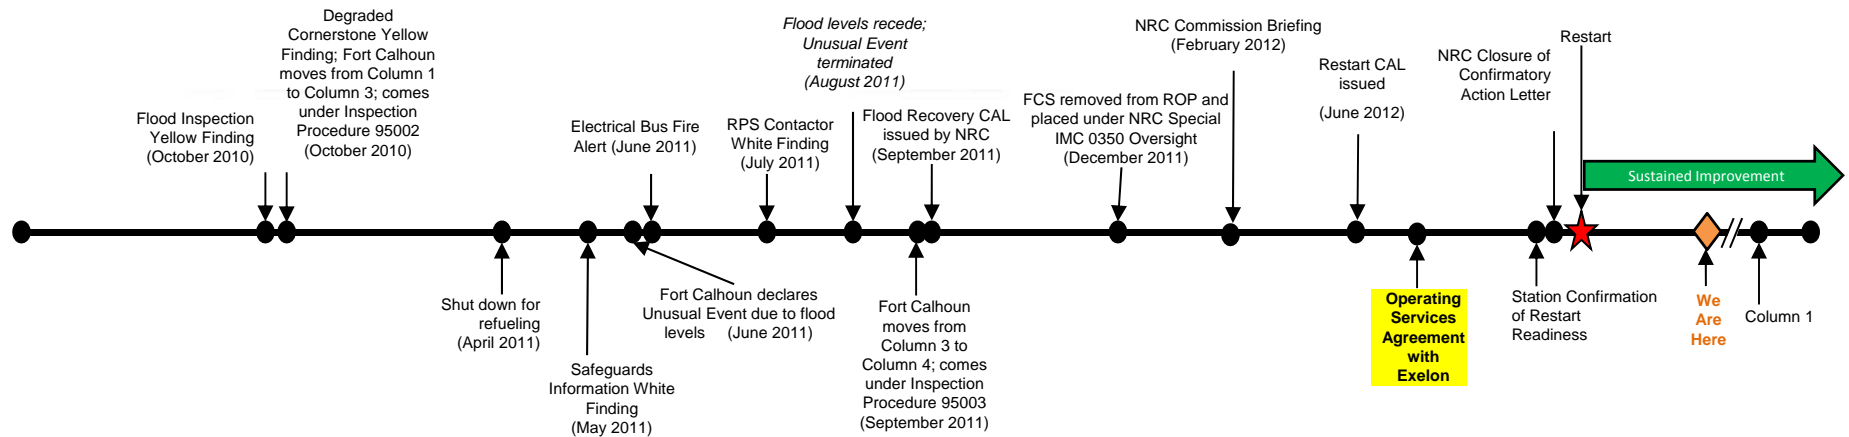 Flood Inspection
Yellow Finding
(October 2010)
Degraded
Cornerstone Yellow
Finding; Fort Calhoun
moves from Column 1
to Column 3; comes
under Inspection
Procedure 95002
(October 2010)
Shut down for
refueling
(April 2011)
Safeguards
Information White
Finding
(May 2011)
Fort Calhoun declares
Unusual Event due to flood
levels (June 2011)
Electrical Bus Fire
Alert (June 2011)
RPS Contactor
White Finding
(July 2011)
Flood levels recede;
Unusual Event
terminated
(August 2011)
Fort Calhoun
moves from
Column 3 to
Column 4; comes
under Inspection
Procedure 95003
(September 2011)
Flood Recovery CAL
issued by NRC
(September 2011)
FCS removed from ROP and
placed under NRC Special
IMC 0350 Oversight
(December 2011)
NRC Commission Briefing
(February 2012)
Restart CAL
issued
(June 2012)
Operating
Services
Agreement
with
Exelon
Station Confirmation
of Restart
Readiness
NRC Closure of
Confirmatory
Action Letter
Restart
Sustained Improvement
We
Are
Here
Column 1